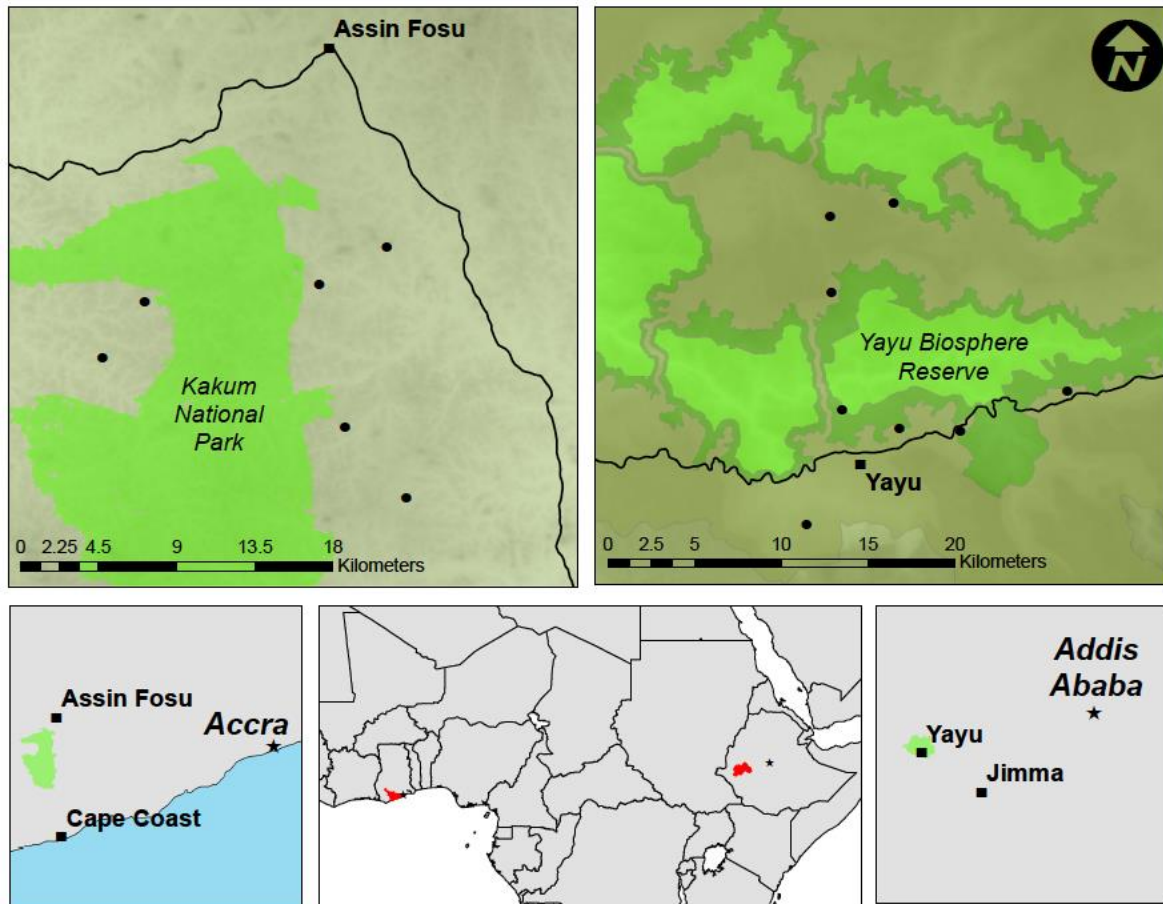 Assin Fosu
Kakum
National
Park
0 2.25 4.5 9 13.5 18
Kilometers
N
Yayu Biosphere
Reserve
Yayu
0 2.5 5 10 15 20
Kilometers
Assin Fosu
Accra
Cape Coast
Addis
Ababa
Yayu
Jimma